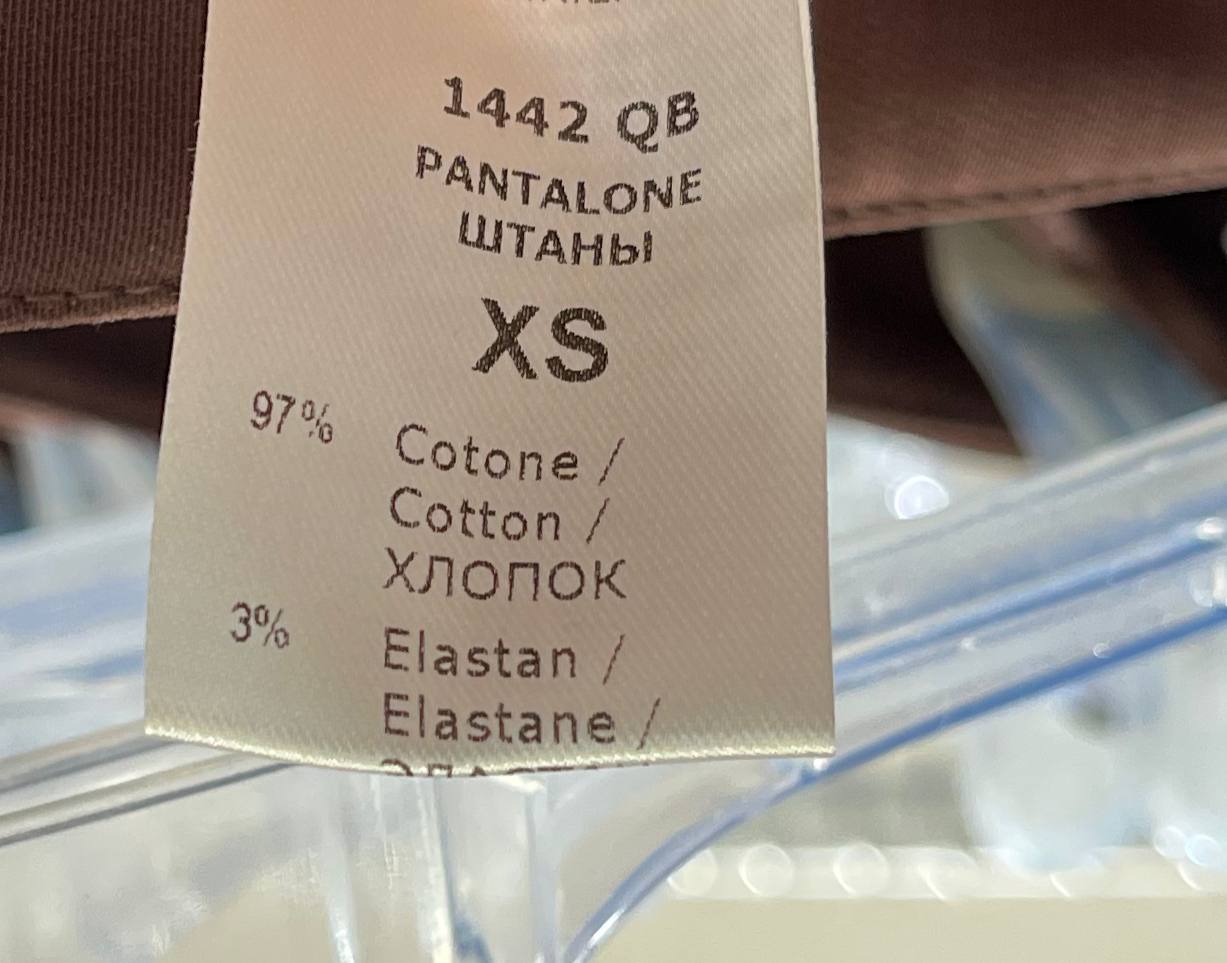 1442 QB
PANTALONE
ШТАНЫ
XS
97% Cotone /
Cotton /
ХЛОПОК
3% Elastan /
Elastane /